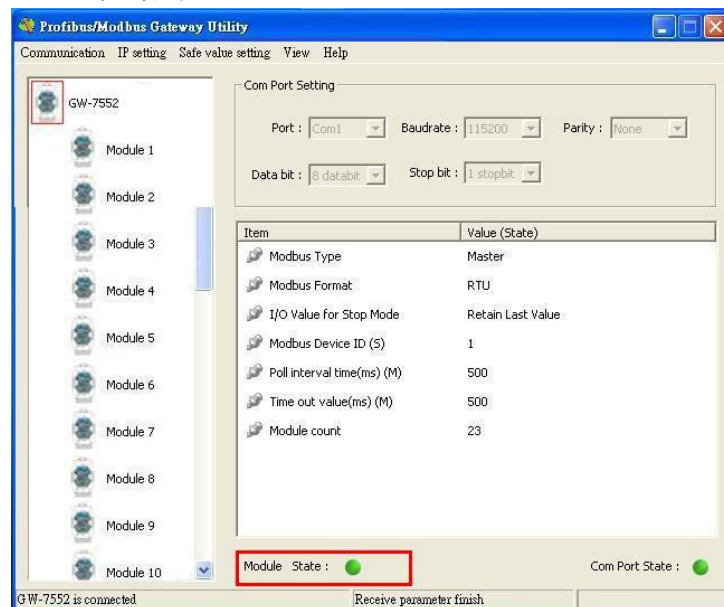 Profibus/Modbus Gateway Utility
Communication IP setting Safe value setting View Help
GW-7552
Module 1
Module 2
Module 3
Module 4
Module 5
Module 6
Module 7
Module 8
Module 9
Module 10
Com Port Setting
Port : Com1 Baudrate : 115200 Parity : None
Data bit : 8 databit Stop bit : 1 stopbit
Item Value (State)
Modbus Type Master
Modbus Format RTU
I/O Value for Stop Mode Retain Last Value
Modbus Device ID (S) 1
Poll interval time(ms) (M) 500
Time out value(ms) (M) 500
Module count 23
Module State : Com Port State :
GW-7552 is connected Receive parameter finish